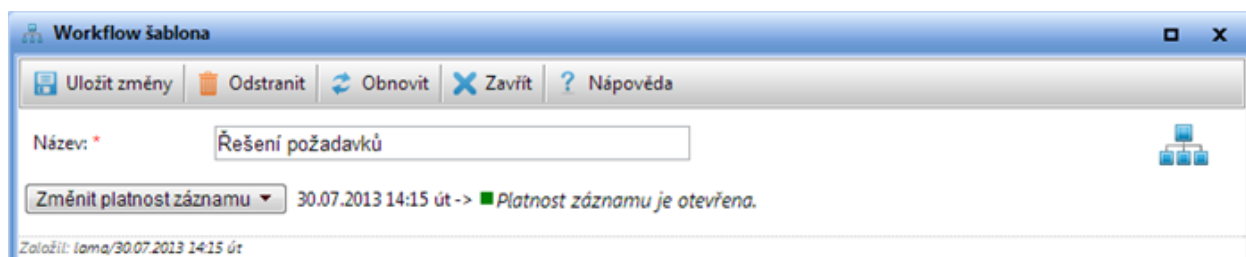 Workflow šablona
Uložit změny Odstranit Obnovit Zavřít ? Nápověda
Název: * Řešení požadavků
Změnit platnost záznamu 30.07.2013 14:15 út -> Platnost záznamu je otevřena.
Založil: lama/30.07.2013 14:15 út